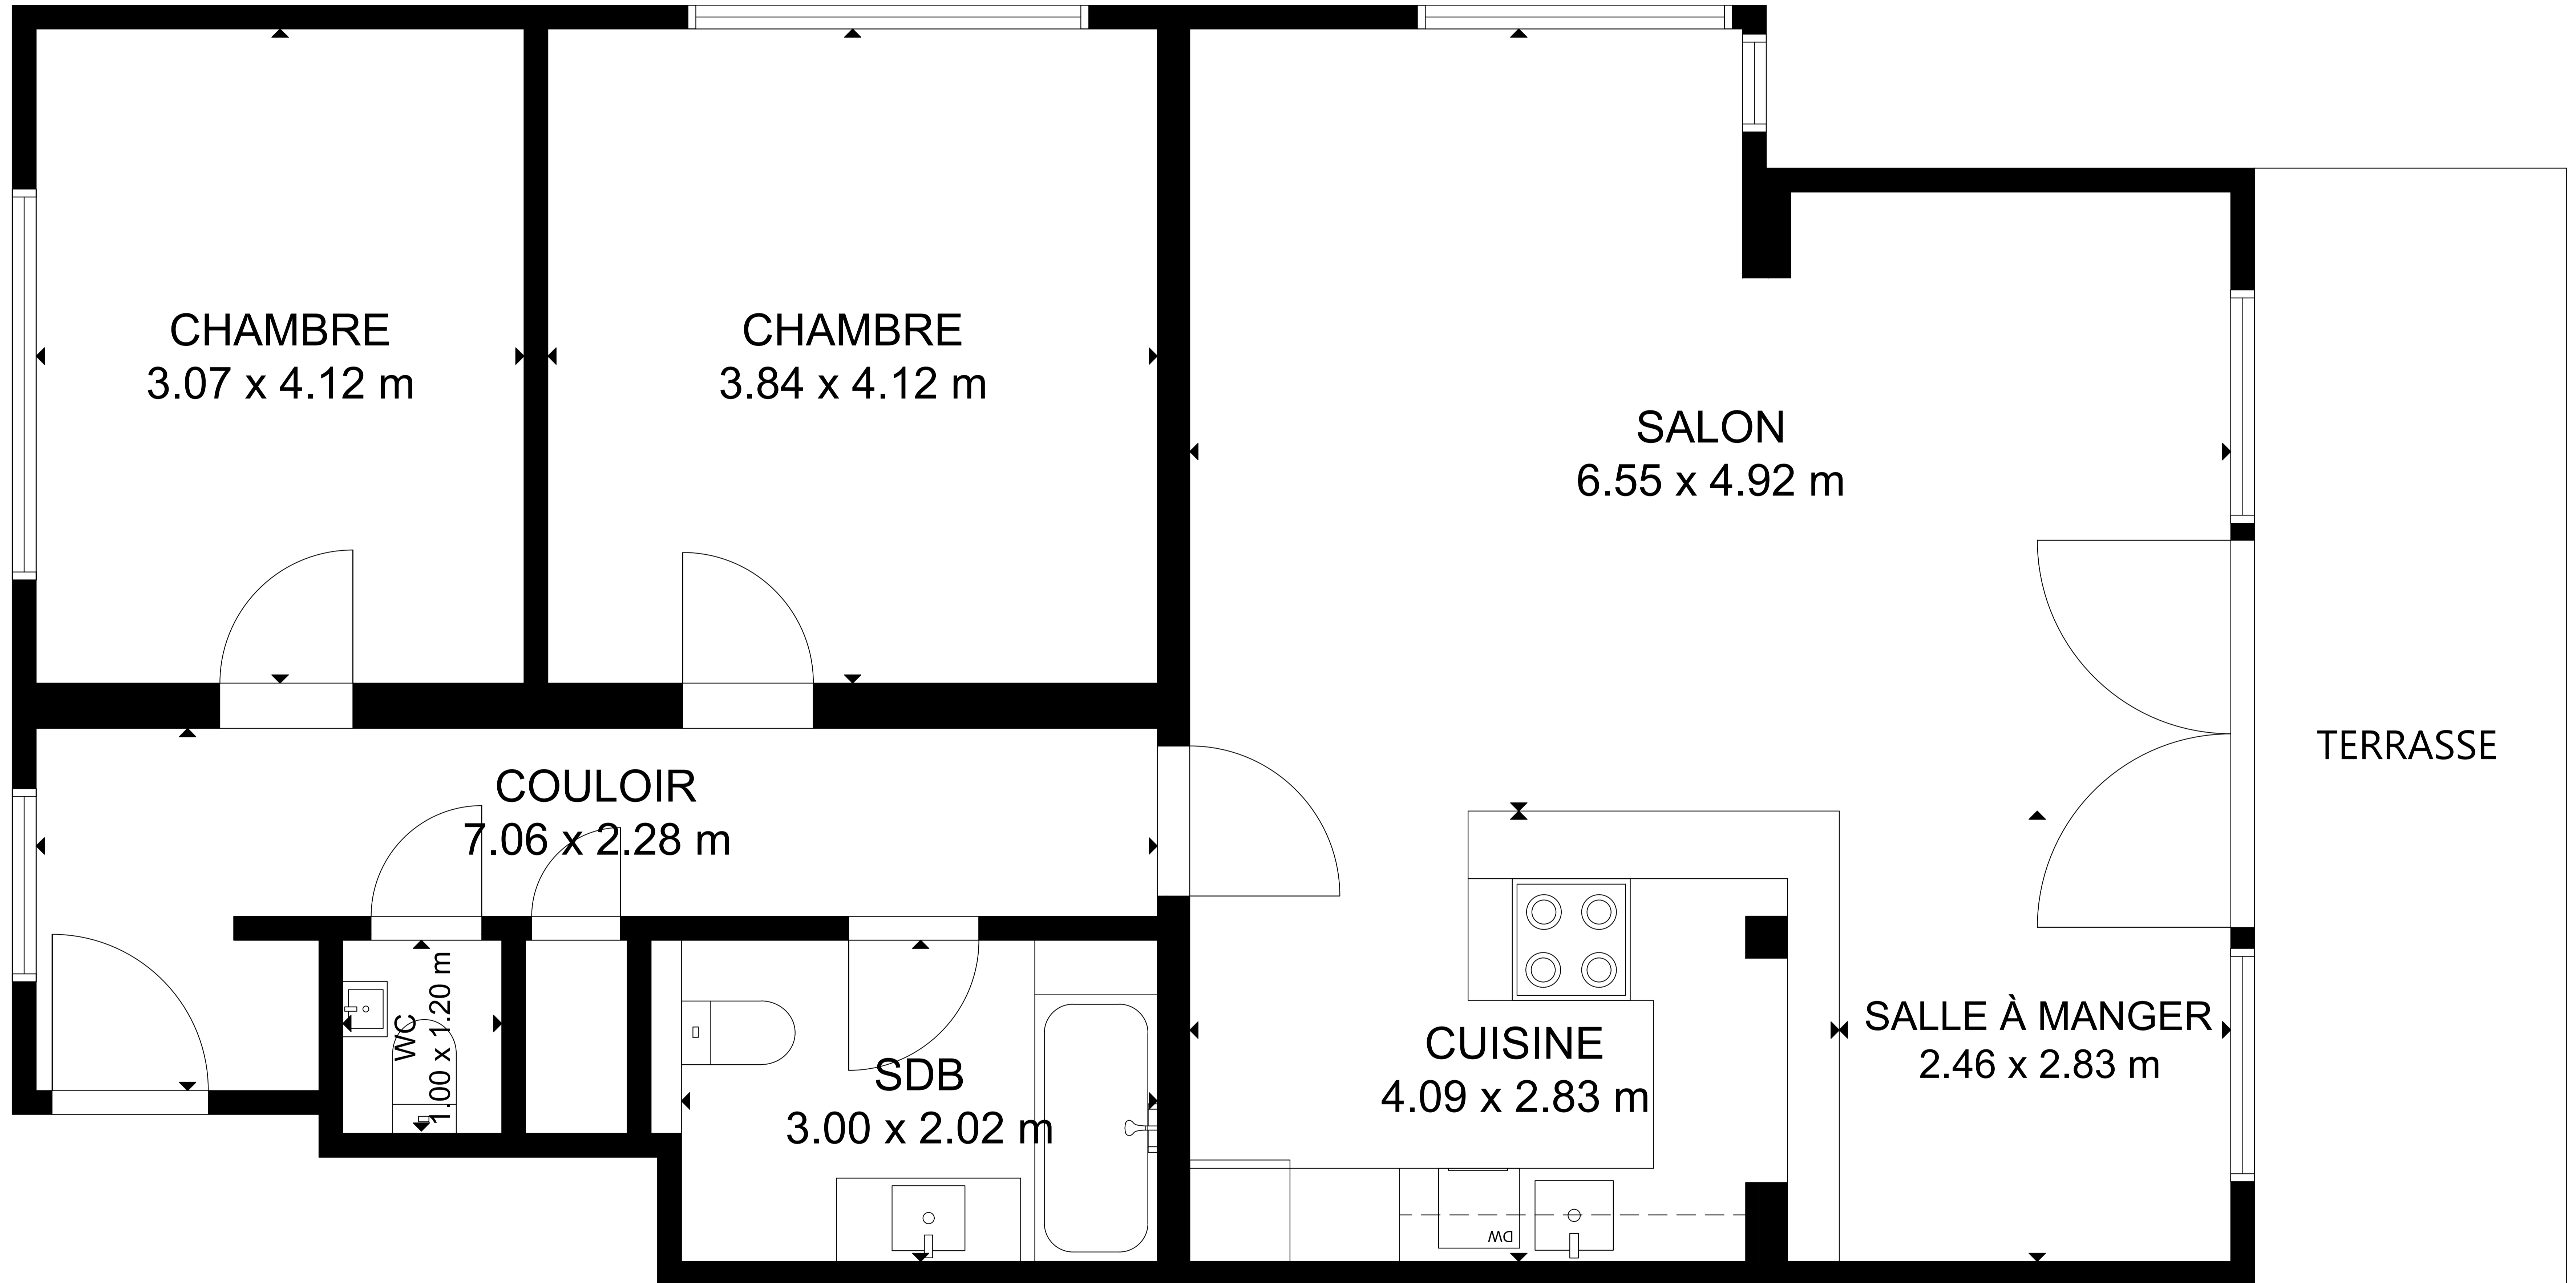 CHAMBRE
3.07 x 4.12 m
CHAMBRE
3.84 x 4.12 m
SALON
6.55 x 4.92 m
TERRASSE
COULOIR
7.06 x 2.28 m
WC
1.00 x 1.20 m
SDB
3.00 x 2.02 m
CUISINE
4.09 x 2.83 m
SALLE À MANGER
2.46 x 2.83 m
DW